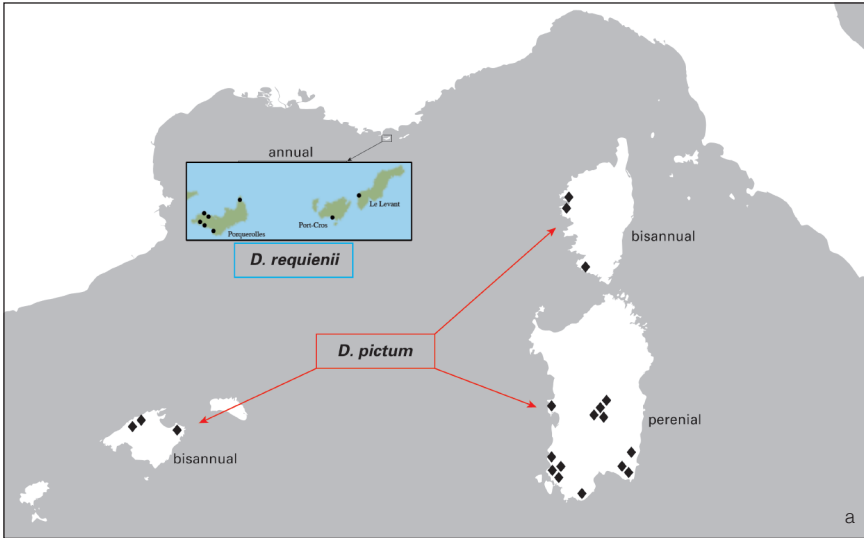 annual
Le Levant
Port-Cros
Porquerolles
D. requienii
bisannual
D. pictum
perenial
bisannual
a